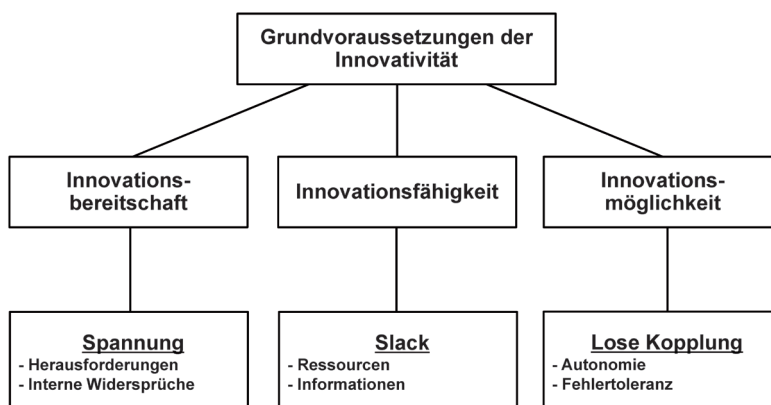 Grundvoraussetzungen der
Innovativität
Innovations-
bereitschaft
Innovationsfähigkeit
Innovations-
möglichkeit
Spannung
- Herausforderungen
- Interne Widersprüche
Slack
- Ressourcen
- Informationen
Lose Kopplung
- Autonomie
- Fehlertoleranz